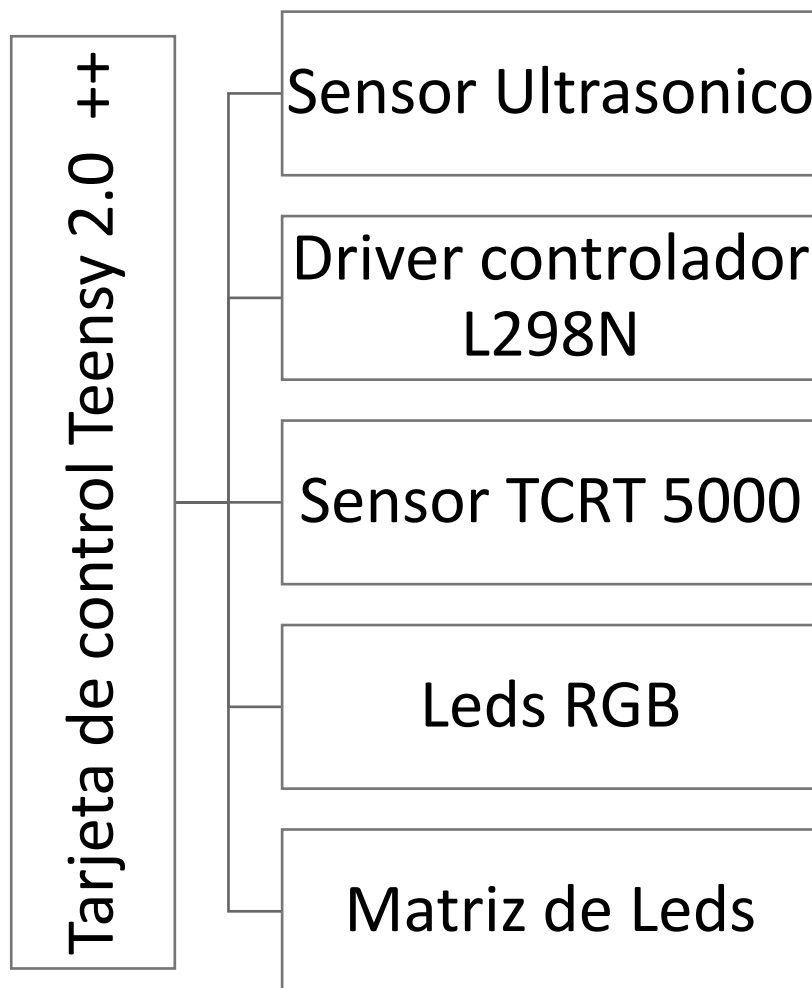 Tarjeta de control Teensy 2.0 ++
Sensor Ultrasonico
Driver controlador
L298N
Sensor TCRT 5000
Leds RGB
Matriz de Leds